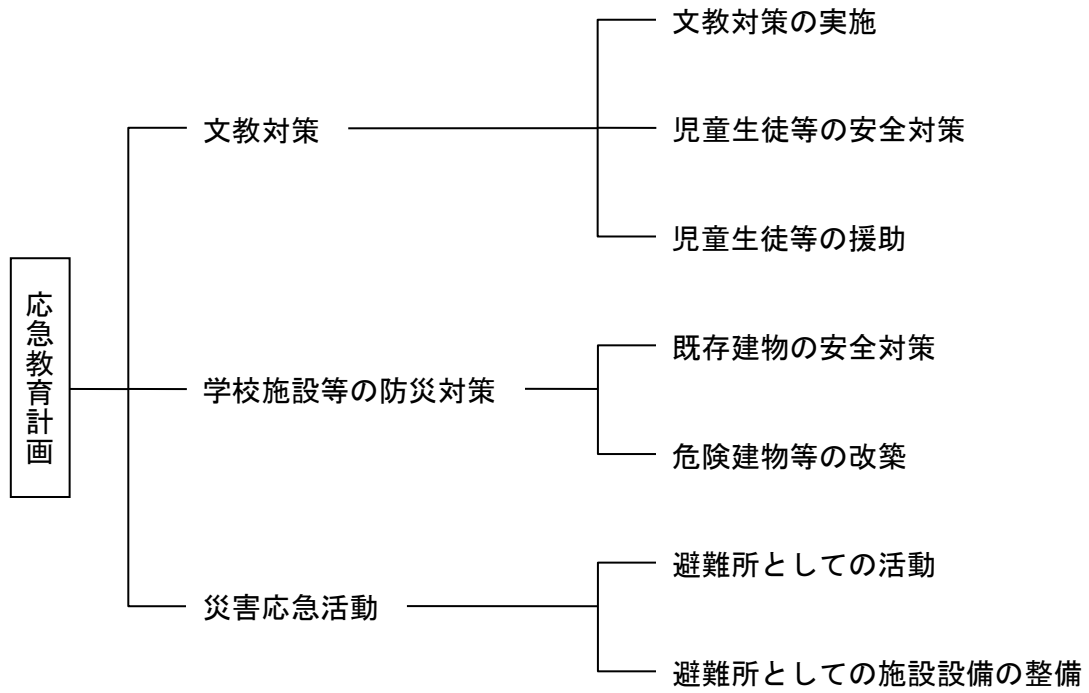 応急教育計画
文教対策
文教対策の実施
児童生徒等の安全対策
児童生徒等の援助
学校施設等の防災対策
既存建物の安全対策
危険建物等の改築
災害応急活動
避難所としての活動
避難所としての施設設備の整備